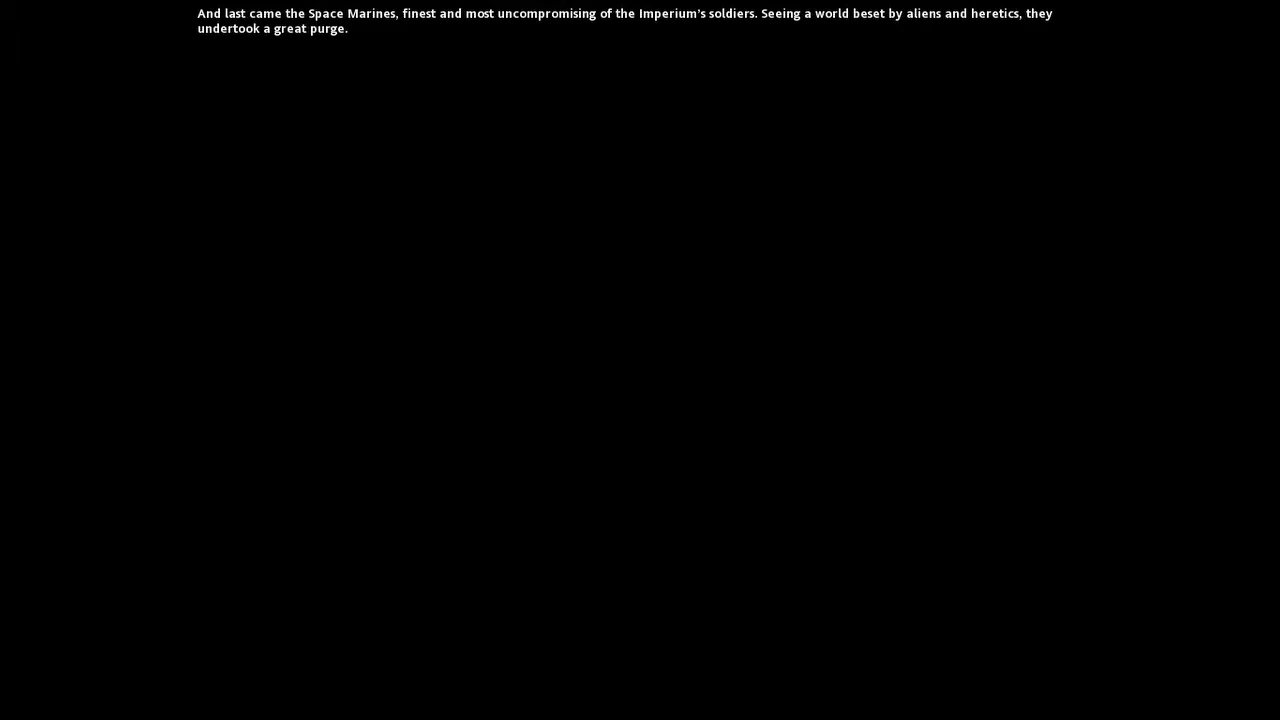 And last came the Space Marines, finest and most uncompromising of the Imperium's soldiers. Seeing a world beset by aliens and heretics, they
undertook a great purge.